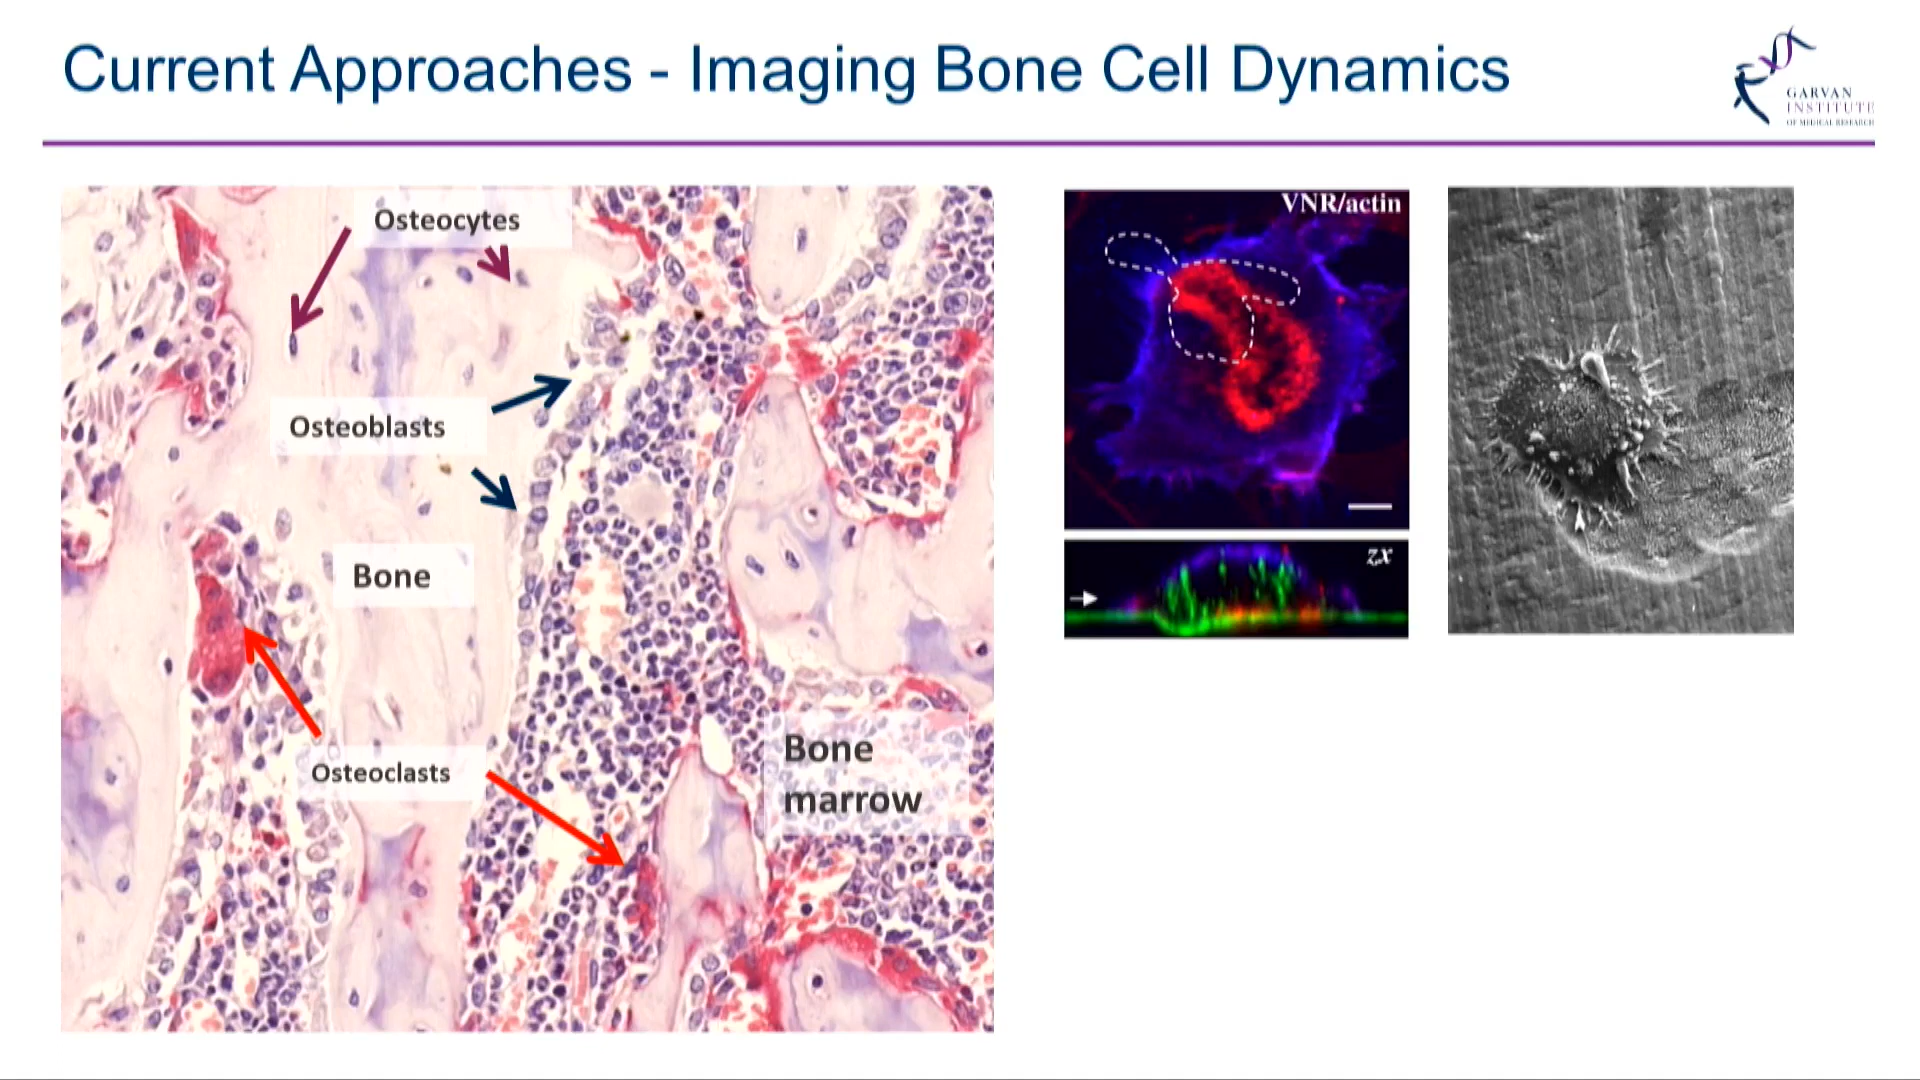 Current Approaches - Imaging Bone Cell Dynamics
GARVAN
INSTITUTE
OF MEDICAL RESEARCH
Osteocytes
Osteoblasts
Bone
Osteoclasts
Bone
marrow
VNR/actin
zx